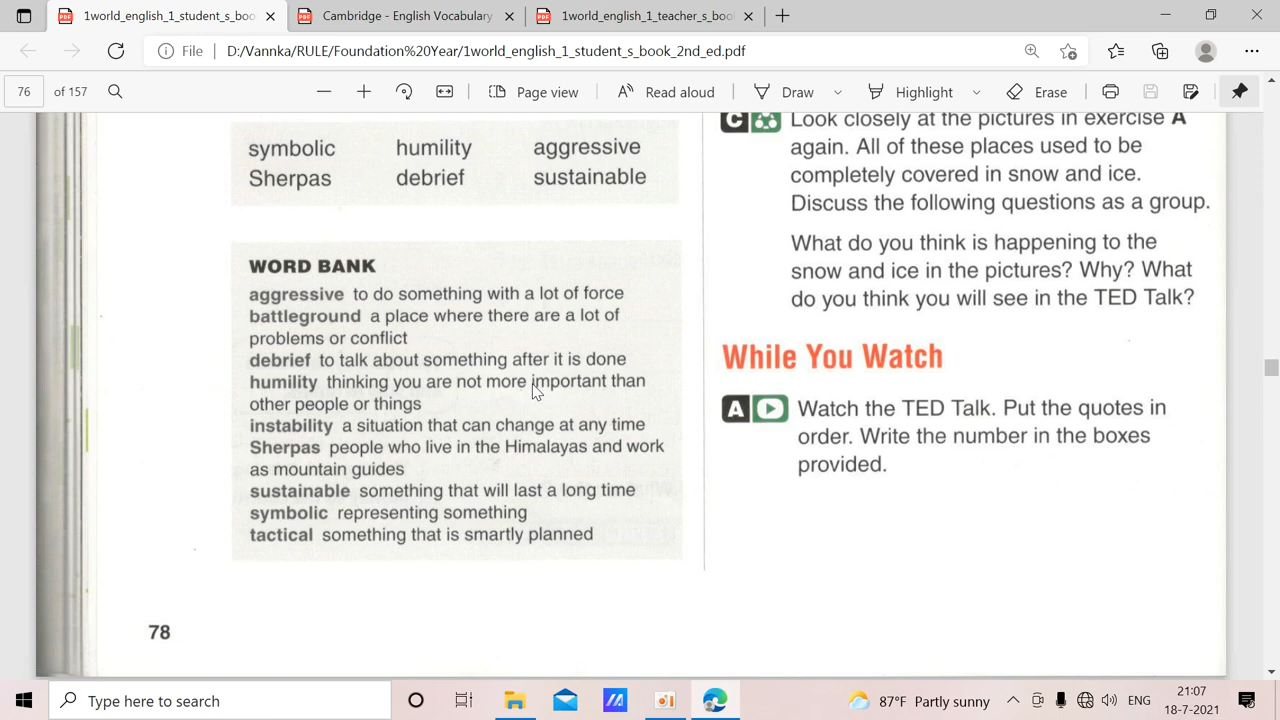 1world_english_1_student_s_boo
Cambridge - English Vocabulary
1world_english_1_teacher_s_book
File
D:/Vannka/RULE/Foundation%20Year/1world_english_1_student_s_book_2nd_ed.pdf
76 of 157
Page view
Read aloud
Draw
Highlight
Erase
symbolic humility aggressive
Sherpas debrief sustainable
WORD BANK
aggressive to do something with a lot of force
battleground a place where there are a lot of
problems or conflict
debrief to talk about something after it is done
humility thinking you are not more important than
other people or things
instability a situation that can change at any time
Sherpas people who live in the Himalayas and work
as mountain guides
sustainable something that will last a long time
symbolic representing something
tactical something that is smartly planned
78
C Look closely at the pictures in exercise A
again. All of these places used to be
completely covered in snow and ice.
Discuss the following questions as a group.
What do you think is happening to the
snow and ice in the pictures? Why? What
do you think you will see in the TED Talk?
While You Watch
A Watch the TED Talk. Put the quotes in
order. Write the number in the boxes
provided.
Type here to search
87°F Partly sunny
ENG
21:07
18-7-2021